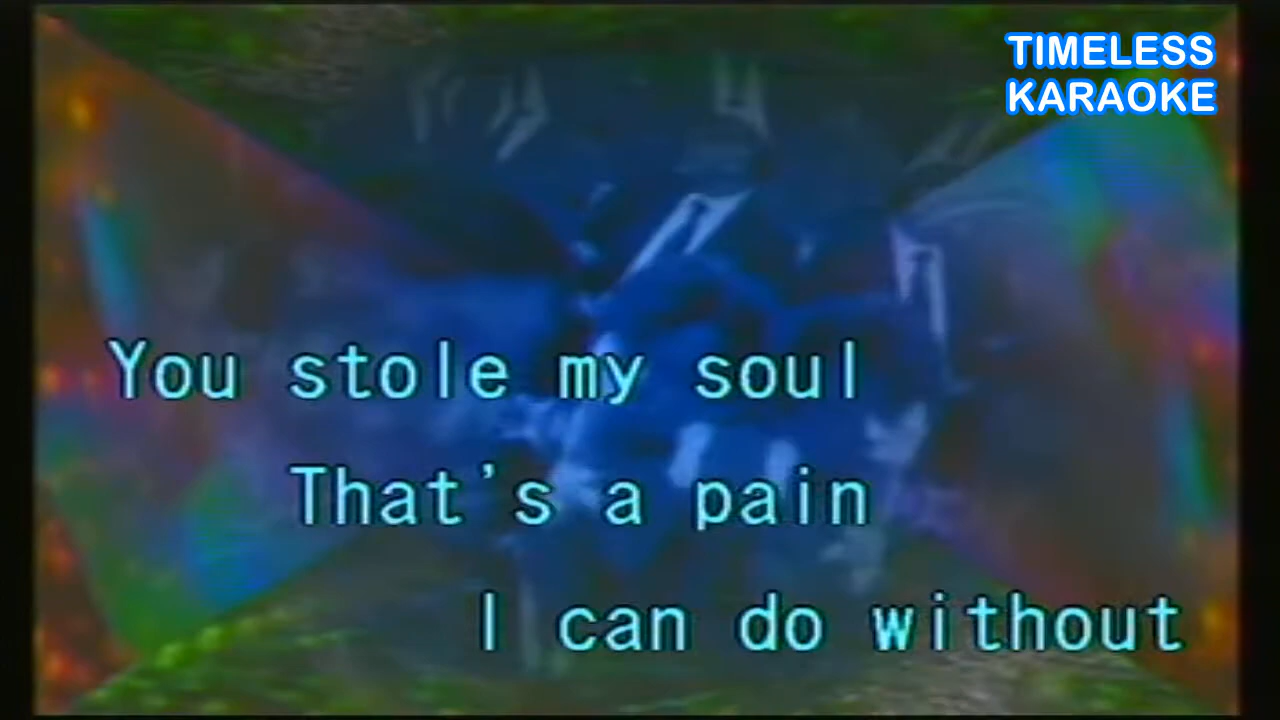 TIMELESS
KARAOKE
You stole my soul
That's a pain
I can do without